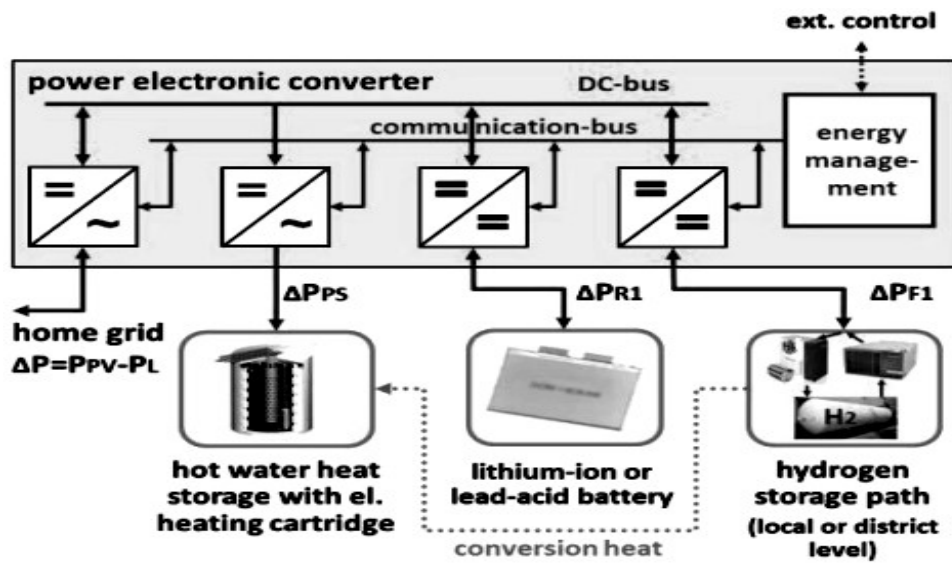 ext. control
power electronic converter
DC-bus
communication-bus
energy
manage-
ment
=
~
=
~
=
=
=
=
ΔPPS
ΔPR1
ΔPF1
home grid
ΔP=PPV-PL
H2
hot water heat
storage with el.
heating cartridge
lithium-ion or
lead-acid battery
hydrogen
storage path
(local or district
level)
conversion heat